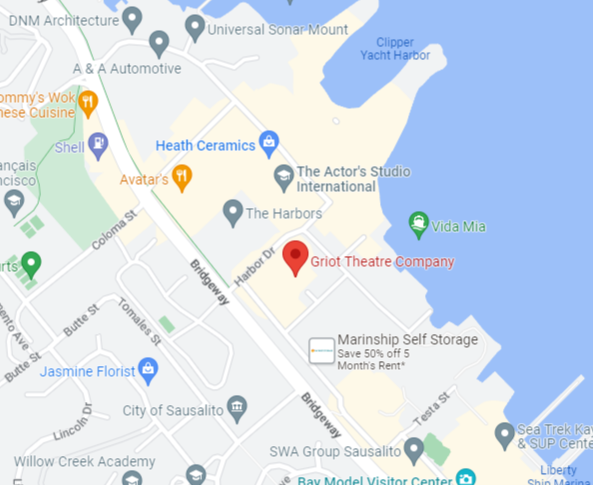 DNM Architecture
Universal Sonar Mount
Clipper
Yacht Harbor
A & A Automotive
ommy's Wok
nese Cuisine
Shell
Heath Ceramics
ançais
ncisco
Avatar's
The Actor's Studio
International
The Harbors
Vida Mia
Coloma St
Harbor Dr
Griot Theatre Company
rts
Bridgeway
Butte St
Tomales St
ento Ave
Butte St
Marinship Self Storage
Save 50% off 5
Month's Rent*
Jasmine Florist
City of Sausalito
Lincoln Dr
Bridgeway
Testa St
Sea Trek Kay
& SUP Cente
SWA Group Sausalito
Willow Creek Academy
Bay Model Visitor Center
Liberty
Ship Marina